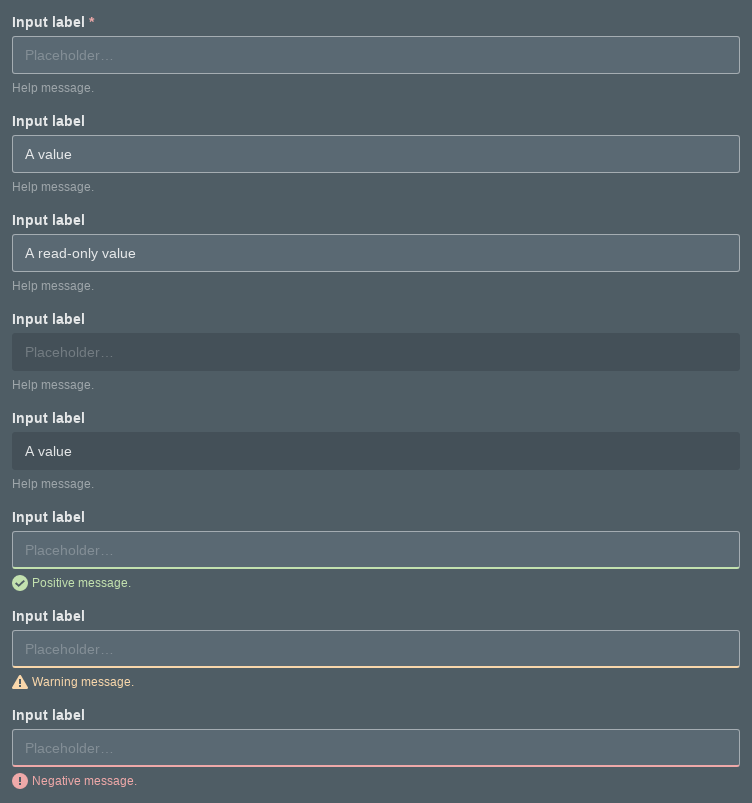 Input label *
Placeholder…
Help message.
Input label
A value
Help message.
Input label
A read-only value
Help message.
Input label
Placeholder…
Help message.
Input label
A value
Help message.
Input label
Placeholder…
Positive message.
Input label
Placeholder…
Warning message.
Input label
Placeholder…
Negative message.